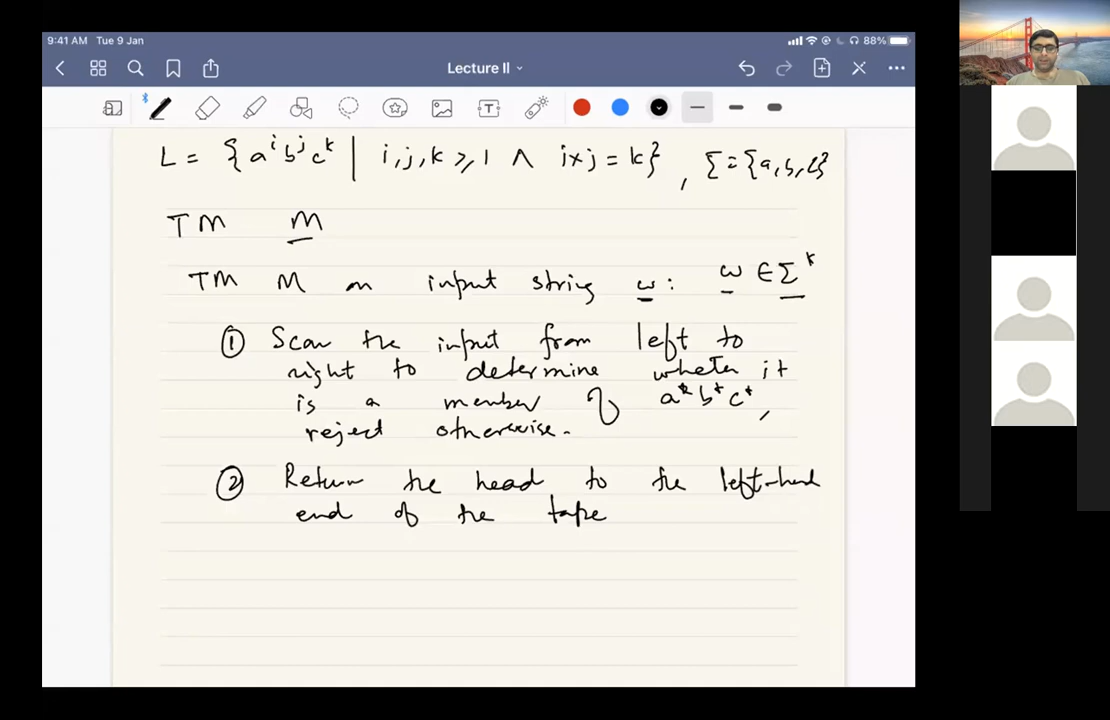 9:41 AM Tue 9 Jan
88%
Lecture II
L = {a^i b^j c^k | i,j,k ≥ 1 ∧ i×j = k}, Σ = {a,b,c}
TM M
TM M on input string ω: ω ∈ Σ*
① Scan the input from left to
right to determine whether it
is a member of a⁺b⁺c⁺,
reject otherwise.
② Return the head to the left-hand
end of the tape